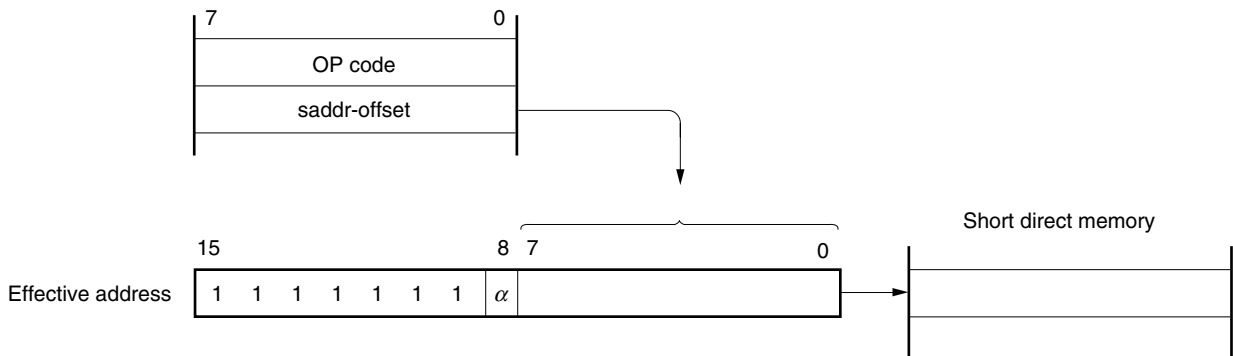 7 0
OP code
saddr-offset
Short direct memory
15 8 7 0
Effective address 1 1 1 1 1 1 1 α